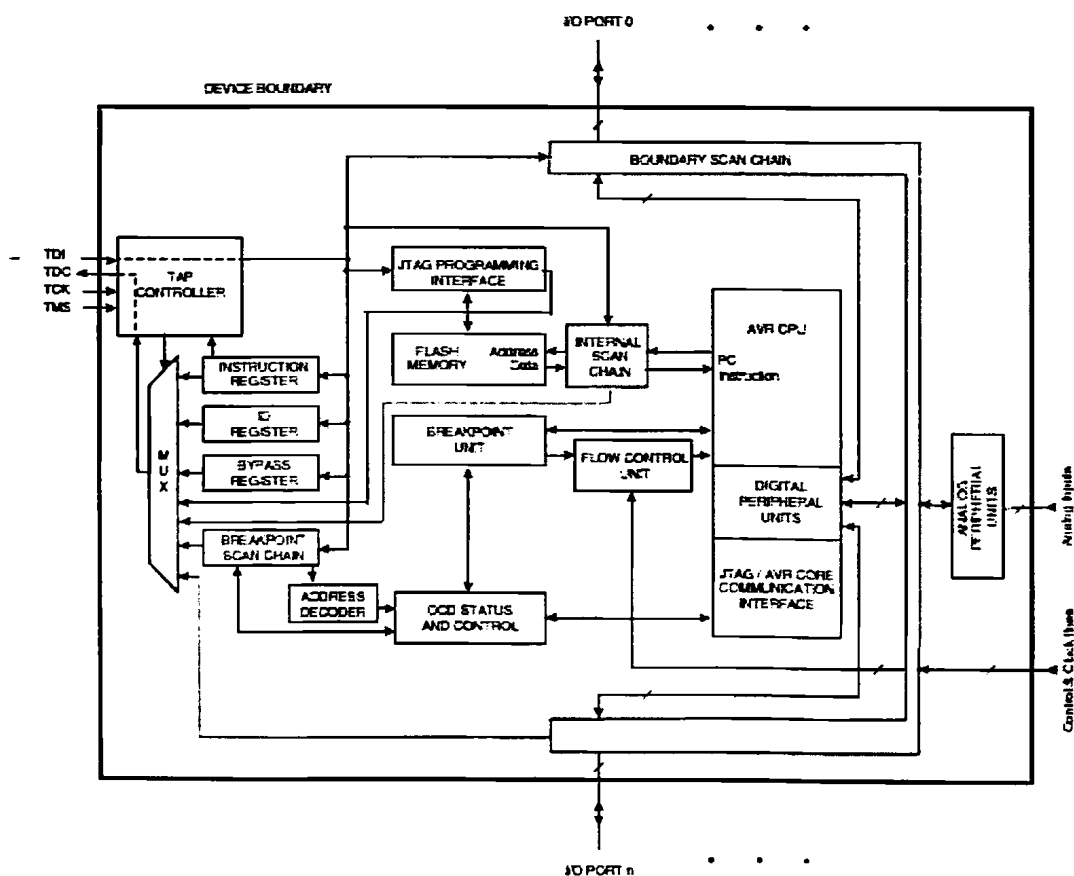 I/O PORT 0
DEVICE BOUNDARY
BOUNDARY SCAN CHAIN
TDI
TDO
TCK
TMS
TAP
CONTROLLER
JTAG PROGRAMMING
INTERFACE
FLASH
MEMORY
Address
Data
INTERNAL
SCAN
CHAIN
AVR CPU
PC
Instruction
INSTRUCTION
REGISTER
ID
REGISTER
BYPASS
REGISTER
MUX
BREAKPOINT
UNIT
FLOW CONTROL
UNIT
DIGITAL
PERIPHERAL
UNITS
ANALOG
PERIPHERIAL
UNITS
Analog Inputs
BREAKPOINT
SCAN CHAIN
ADDRESS
DECODER
OCD STATUS
AND CONTROL
JTAG / AVR CORE
COMMUNICATION
INTERFACE
Control & Clock lines
I/O PORT n